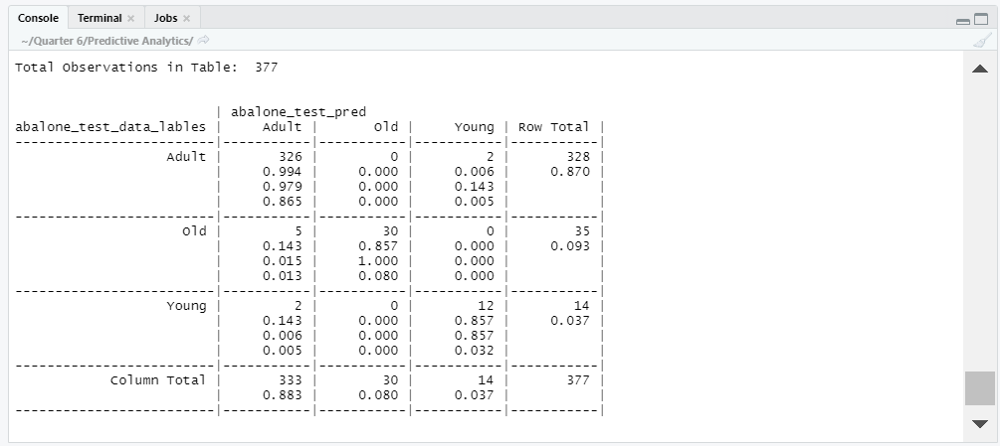 Console Terminal × Jobs ×
~/Quarter 6/Predictive Analytics/
Total Observations in Table:  377
                           | abalone_test_pred
abalone_test_data_lables |     Adult |       Old |     Young | Row Total |
-------------------------|-----------|-----------|-----------|-----------|
                   Adult |       326 |         0 |         2 |       328 |
                         |     0.994 |     0.000 |     0.006 |     0.870 |
                         |     0.979 |     0.000 |     0.143 |           |
                         |     0.865 |     0.000 |     0.005 |           |
-------------------------|-----------|-----------|-----------|-----------|
                     Old |         5 |        30 |         0 |        35 |
                         |     0.143 |     0.857 |     0.000 |     0.093 |
                         |     0.015 |     1.000 |     0.000 |           |
                         |     0.013 |     0.080 |     0.000 |           |
-------------------------|-----------|-----------|-----------|-----------|
                   Young |         2 |         0 |        12 |        14 |
                         |     0.143 |     0.000 |     0.857 |     0.037 |
                         |     0.006 |     0.000 |     0.857 |           |
                         |     0.005 |     0.000 |     0.032 |           |
-------------------------|-----------|-----------|-----------|-----------|
            Column Total |       333 |        30 |        14 |       377 |
                         |     0.883 |     0.080 |     0.037 |           |
-------------------------|-----------|-----------|-----------|-----------|